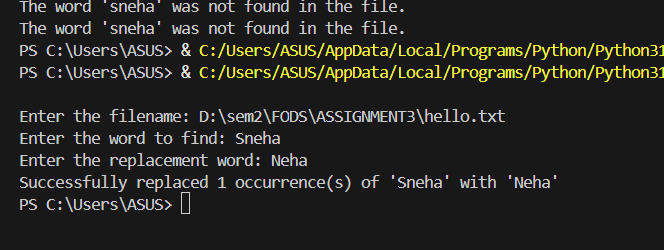 The word 'sneha' was not found in the file.
The word 'sneha' was not found in the file.
PS C:\Users\ASUS> & C:/Users/ASUS/AppData/Local/Programs/Python/Python31
PS C:\Users\ASUS> & C:/Users/ASUS/AppData/Local/Programs/Python/Python31
Enter the filename: D:\sem2\FODS\ASSIGNMENT3\hello.txt
Enter the word to find: Sneha
Enter the replacement word: Neha
Successfully replaced 1 occurrence(s) of 'Sneha' with 'Neha'
PS C:\Users\ASUS>